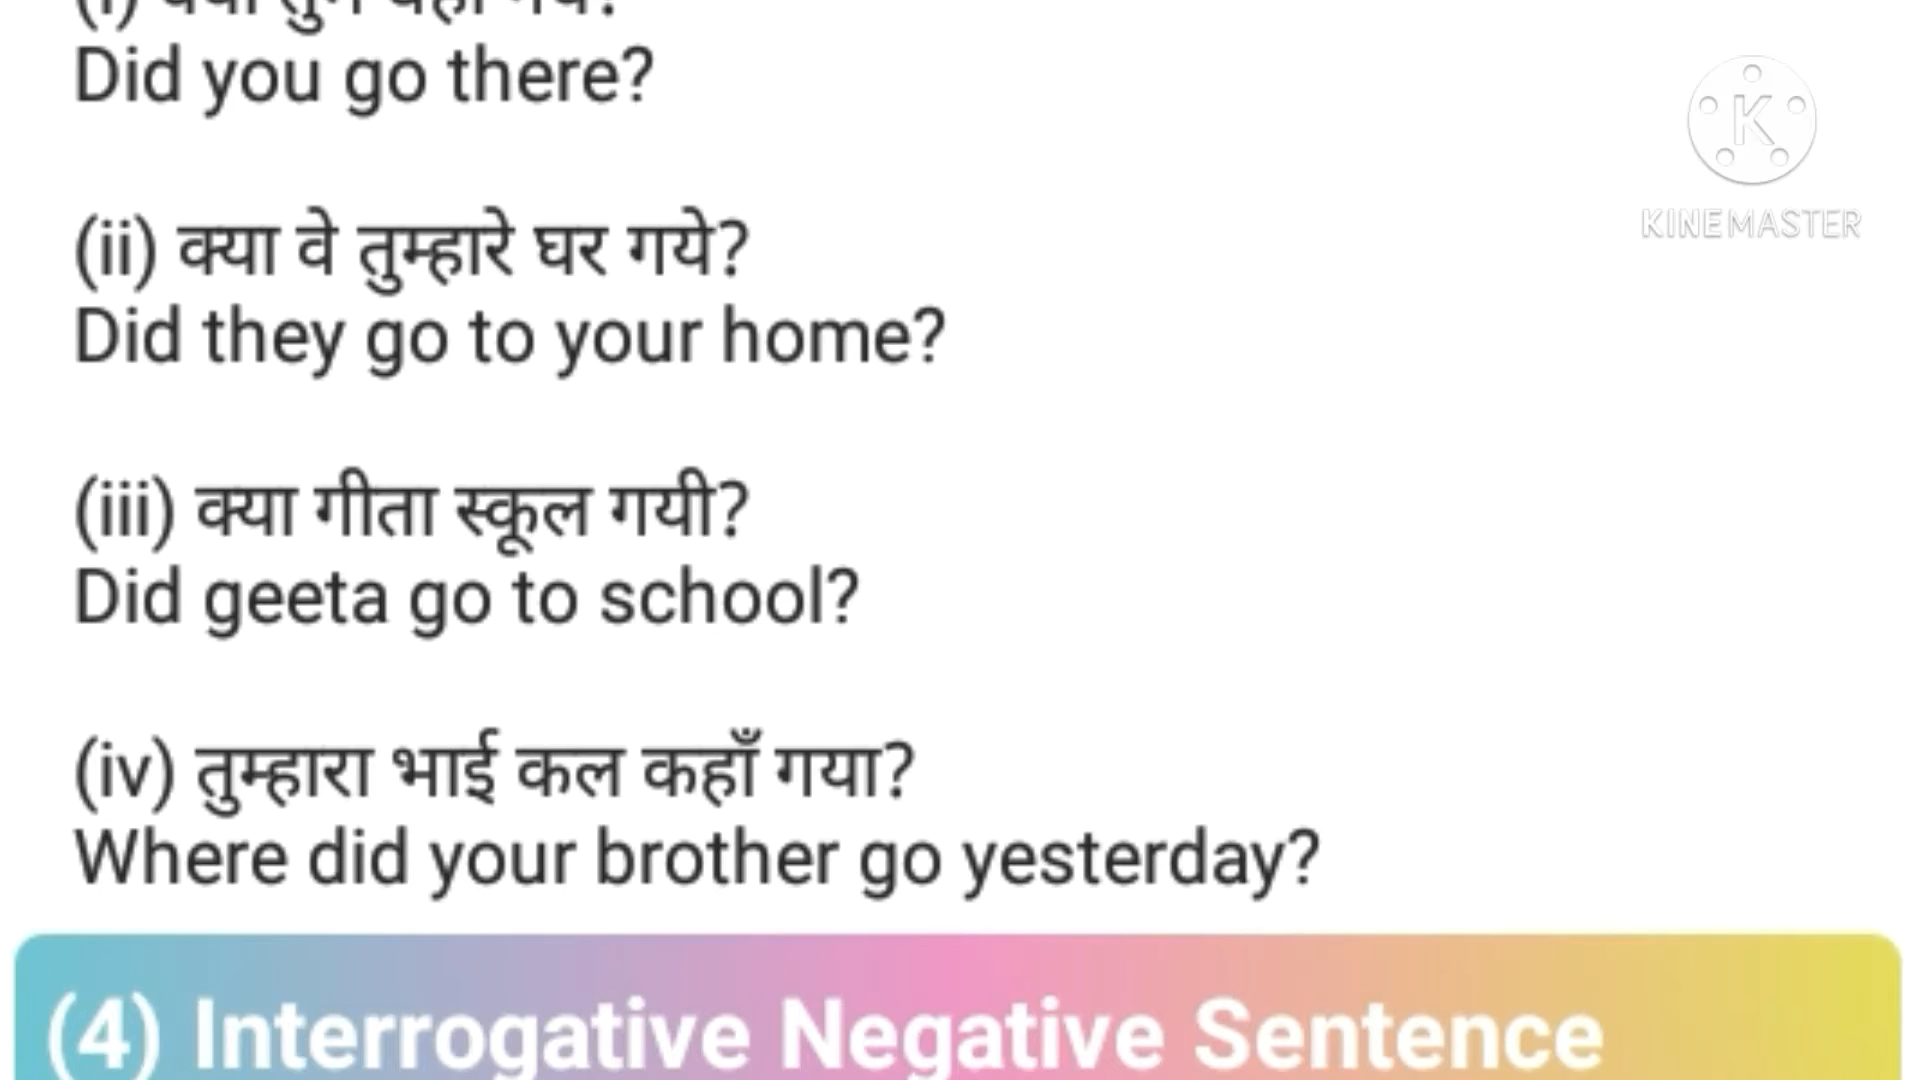 Did you go there?
KINEMASTER
(ii) क्या वे तुम्हारे घर गये?
Did they go to your home?
(iii) क्या गीता स्कूल गयी?
Did geeta go to school?
(iv) तुम्हारा भाई कल कहाँ गया?
Where did your brother go yesterday?
(4) Interrogative Negative Sentence